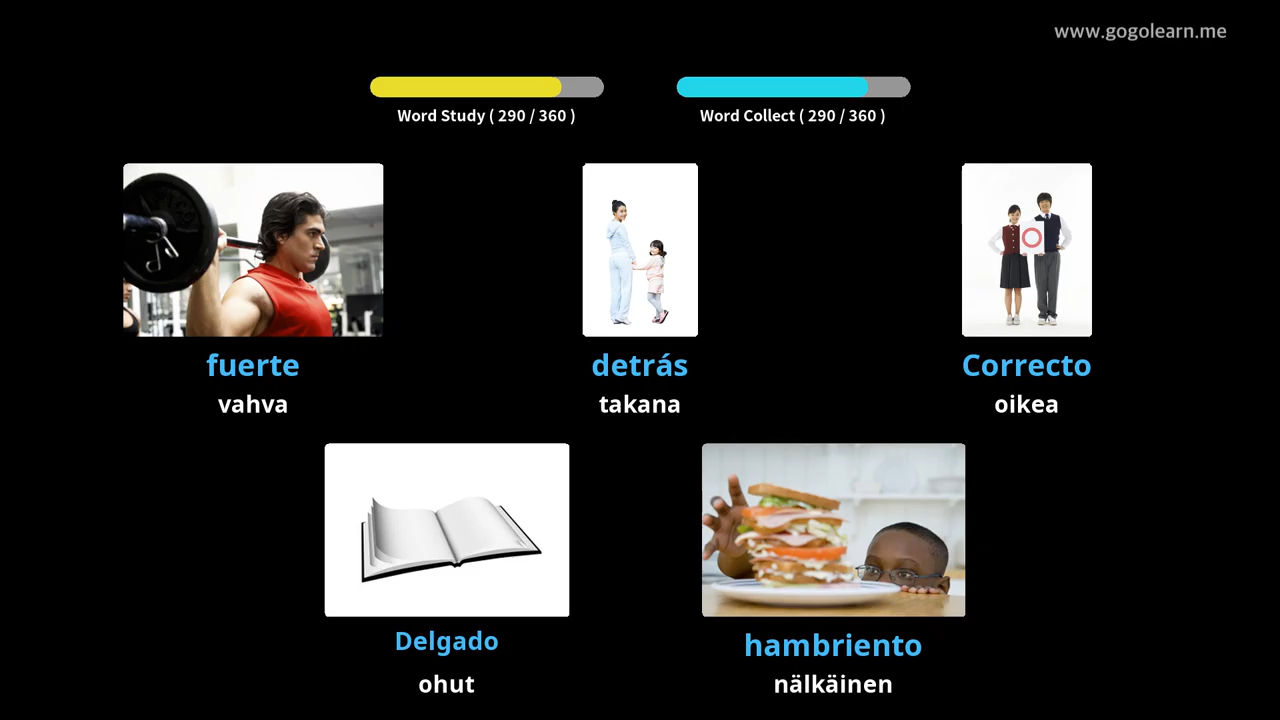 www.gogolearn.me
Word Study ( 290 / 360 )
Word Collect ( 290 / 360 )
fuerte
vahva
detrás
takana
Correcto
oikea
Delgado
ohut
hambriento
nälkäinen